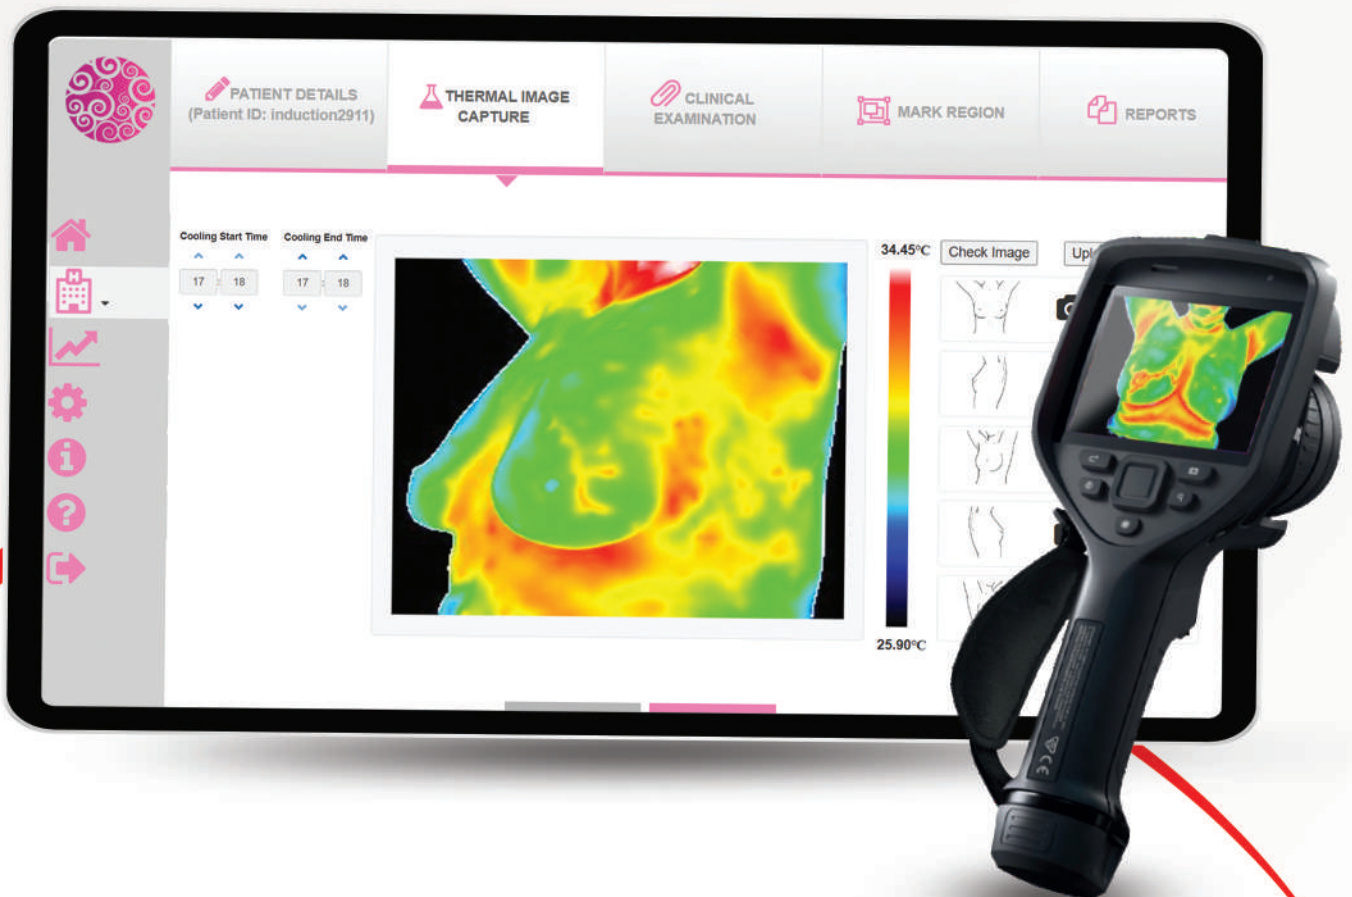 PATIENT DETAILS
(Patient ID: induction2911)
THERMAL IMAGE
CAPTURE
CLINICAL
EXAMINATION
MARK REGION
REPORTS
Cooling Start Time
Cooling End Time
17 : 18
17 : 18
34.45°C
Check Image
25.90°C